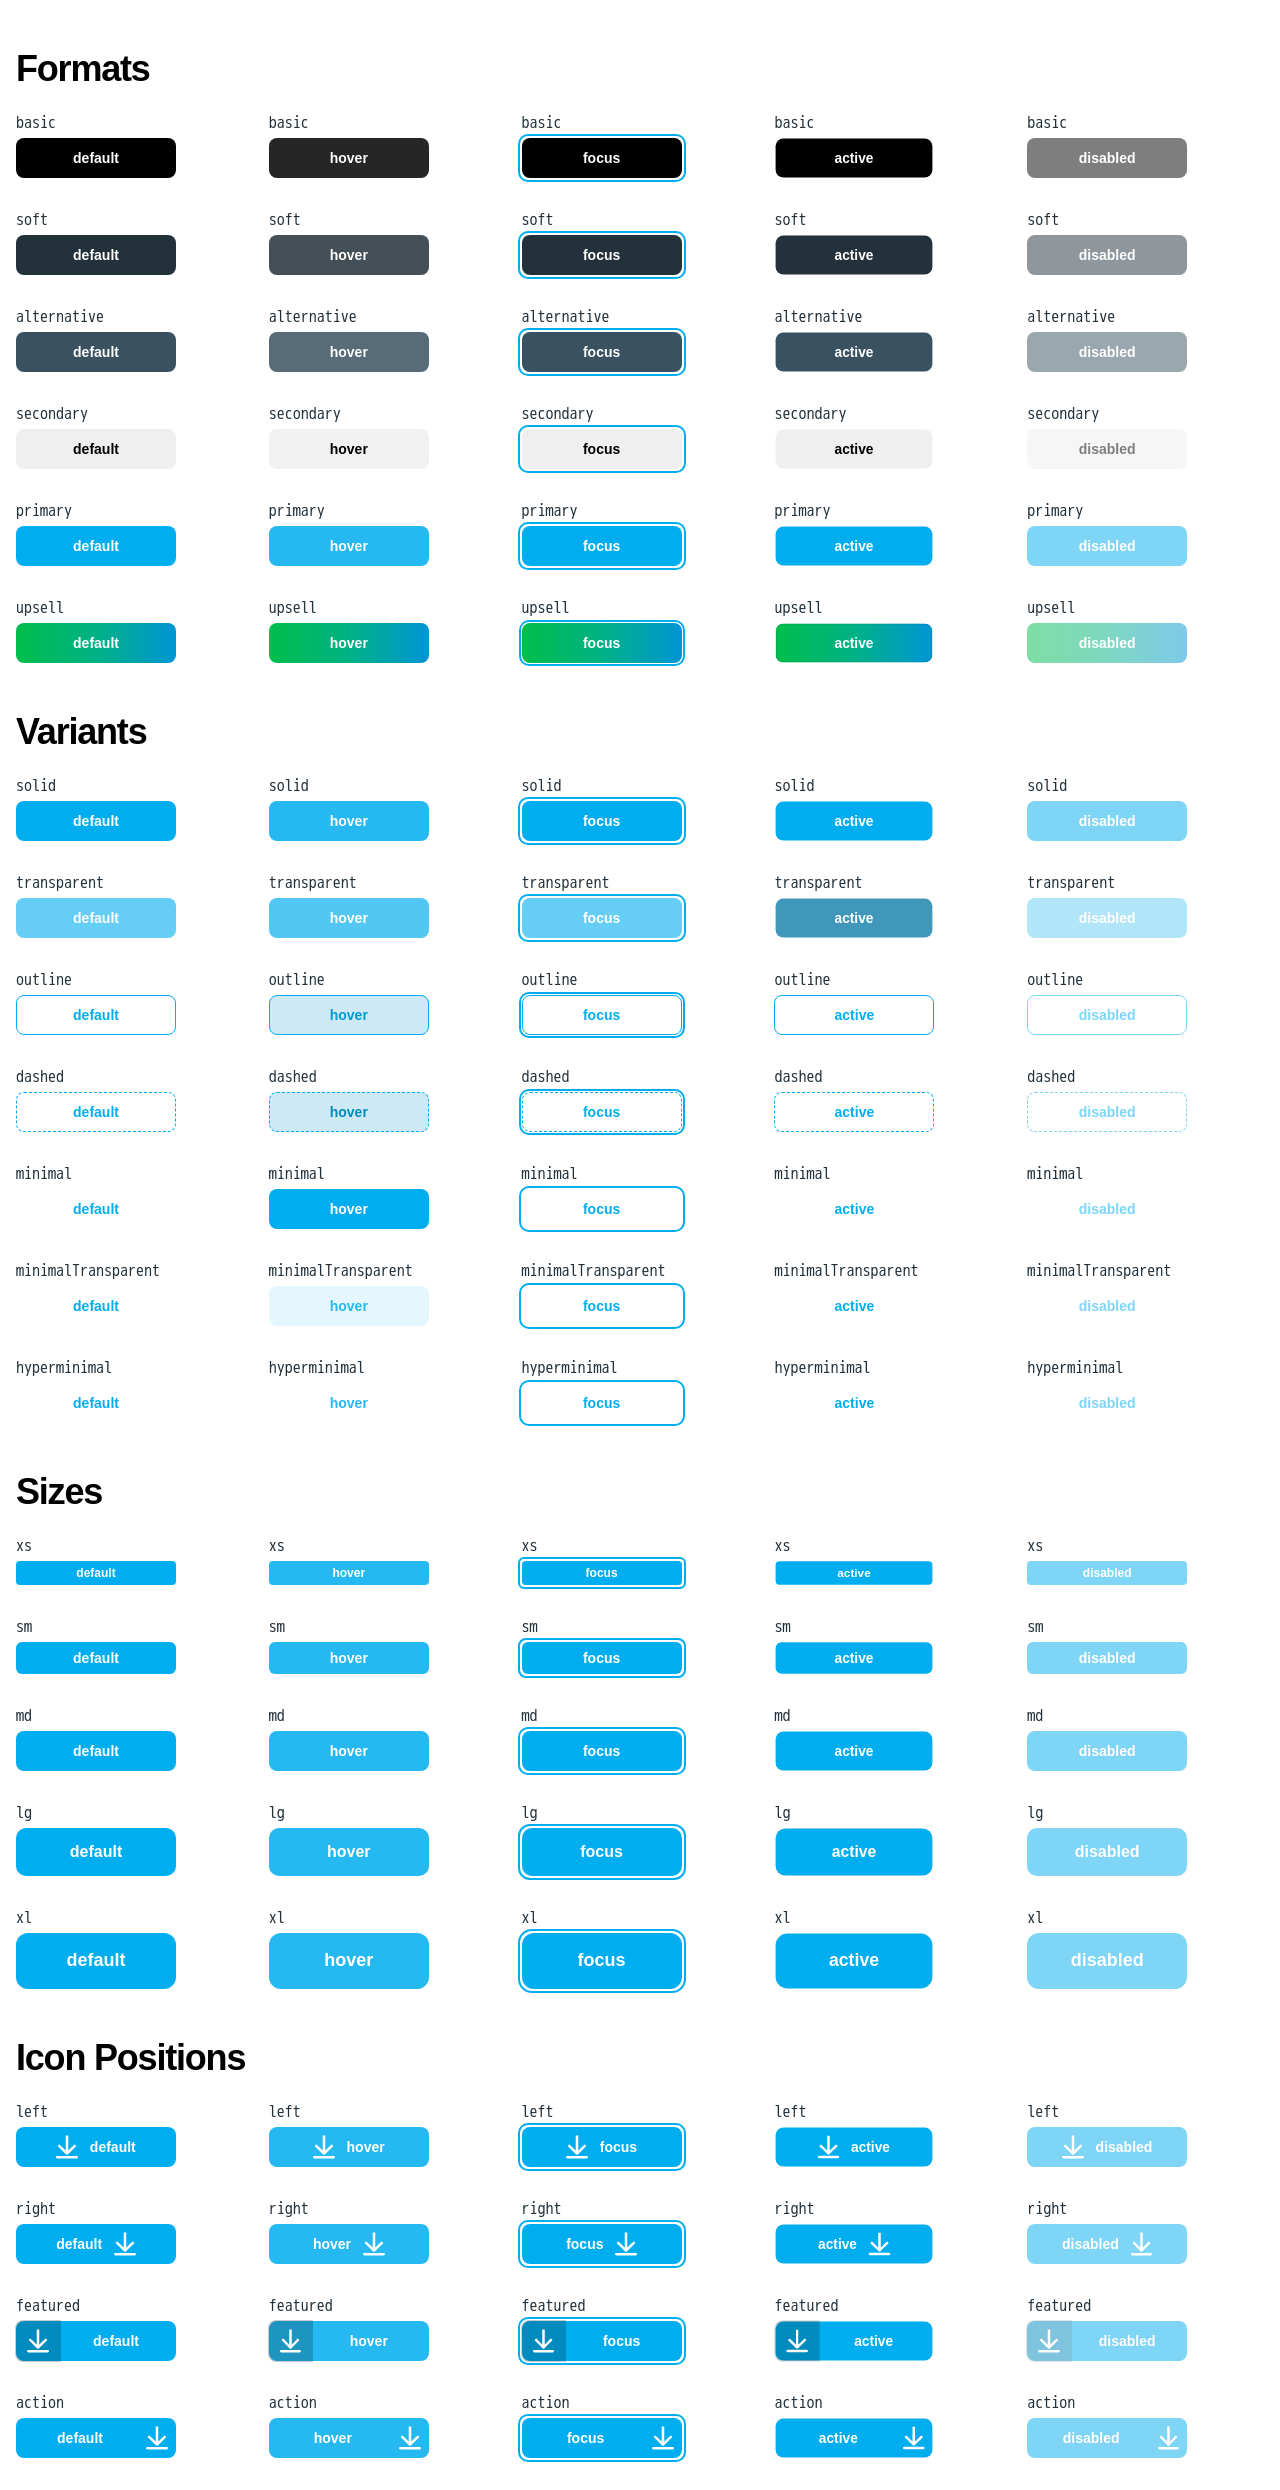 Formats
basic basic basic basic basic
default hover focus active disabled
soft soft soft soft soft
default hover focus active disabled
alternative alternative alternative alternative alternative
default hover focus active disabled
secondary secondary secondary secondary secondary
default hover focus active disabled
primary primary primary primary primary
default hover focus active disabled
upsell upsell upsell upsell upsell
default hover focus active disabled
Variants
solid solid solid solid solid
default hover focus active disabled
transparent transparent transparent transparent transparent
default hover focus active disabled
outline outline outline outline outline
default hover focus active disabled
dashed dashed dashed dashed dashed
default hover focus active disabled
minimal minimal minimal minimal minimal
default hover focus active disabled
minimalTransparent minimalTransparent minimalTransparent minimalTransparent minimalTransparent
default hover focus active disabled
hyperminimal hyperminimal hyperminimal hyperminimal hyperminimal
default hover focus active disabled
Sizes
xs xs xs xs xs
default hover focus active disabled
sm sm sm sm sm
default hover focus active disabled
md md md md md
default hover focus active disabled
lg lg lg lg lg
default hover focus active disabled
xl xl xl xl xl
default hover focus active disabled
Icon Positions
left left left left left
default hover focus active disabled
right right right right right
default hover focus active disabled
featured featured featured featured featured
default hover focus active disabled
action action action action action
default hover focus active disabled